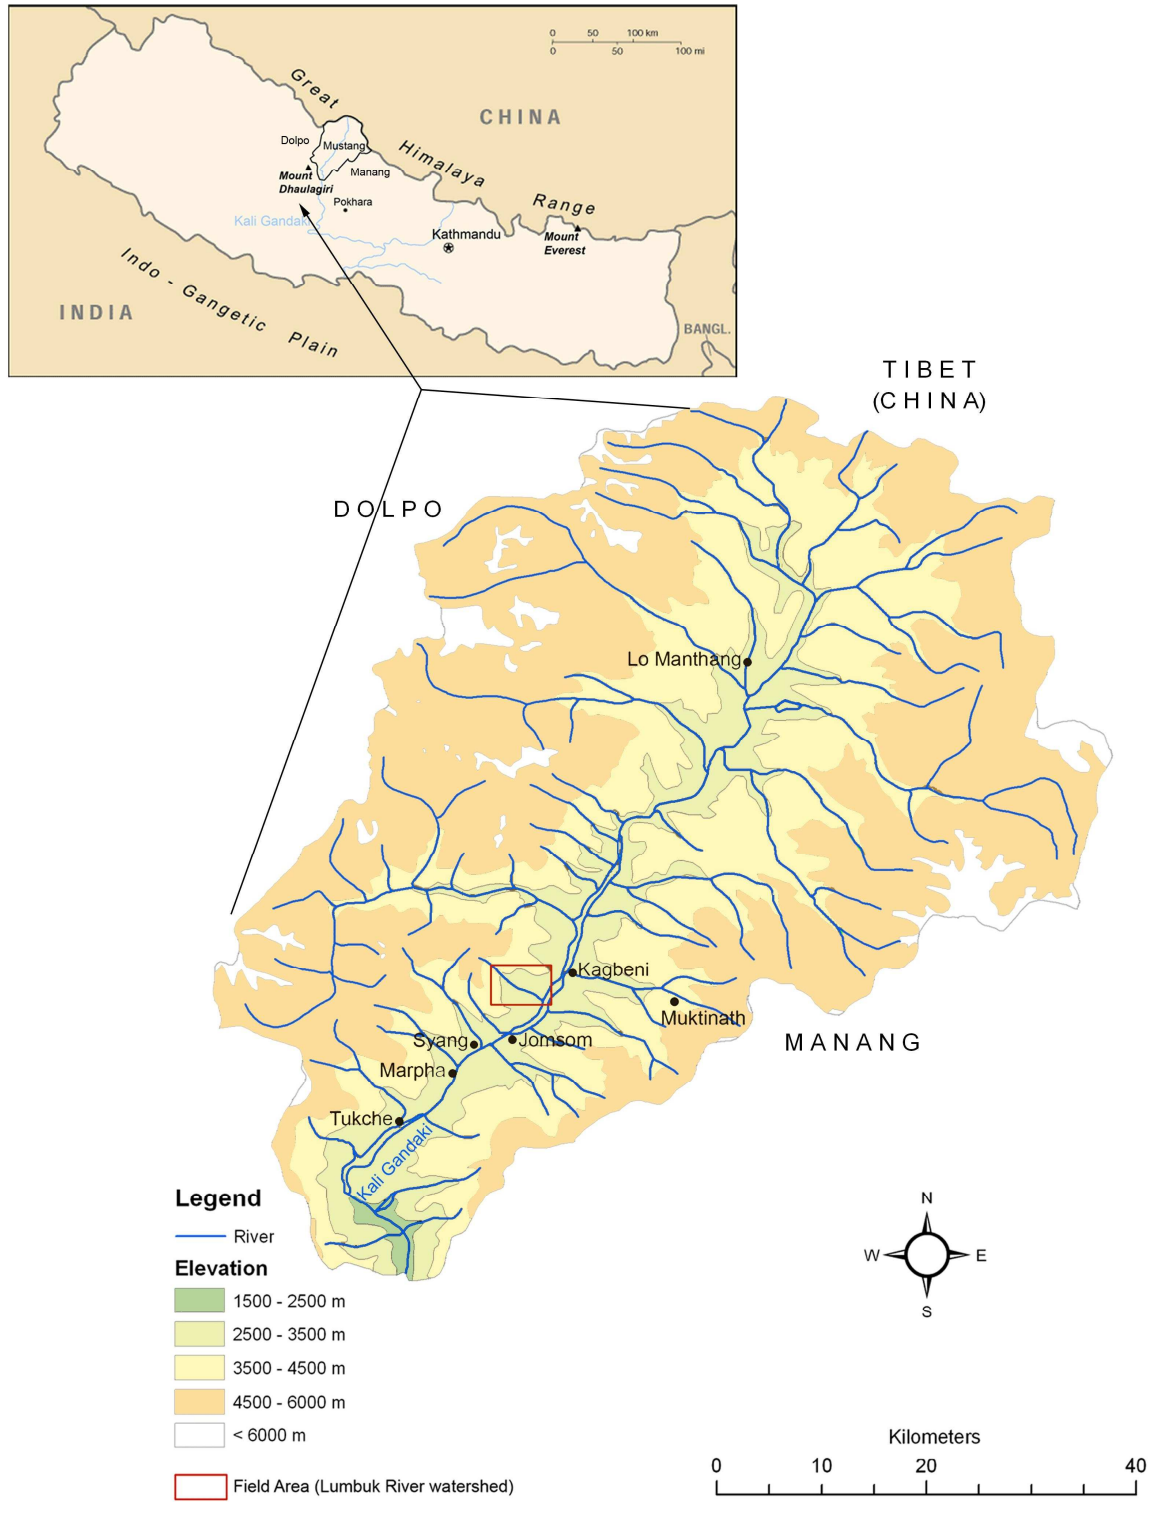 0 50 100 km
0 50 100 mi
Great
Himalaya
Range
CHINA
Dolpo
Mustang
Manang
Mount
Dhaulagiri
Pokhara
Kali Gandaki
Kathmandu
Mount
Everest
Indo - Gangetic Plain
INDIA
BANGL.
TIBET
(CHINA)
DOLPO
Lo Manthang
Kagbeni
Muktinath
MANANG
Syang
Jomsom
Marpha
Tukche
Kali Gandaki
Legend
River
Elevation
1500 - 2500 m
2500 - 3500 m
3500 - 4500 m
4500 - 6000 m
< 6000 m
Field Area (Lumbuk River watershed)
N
W E
S
Kilometers
0 10 20 40